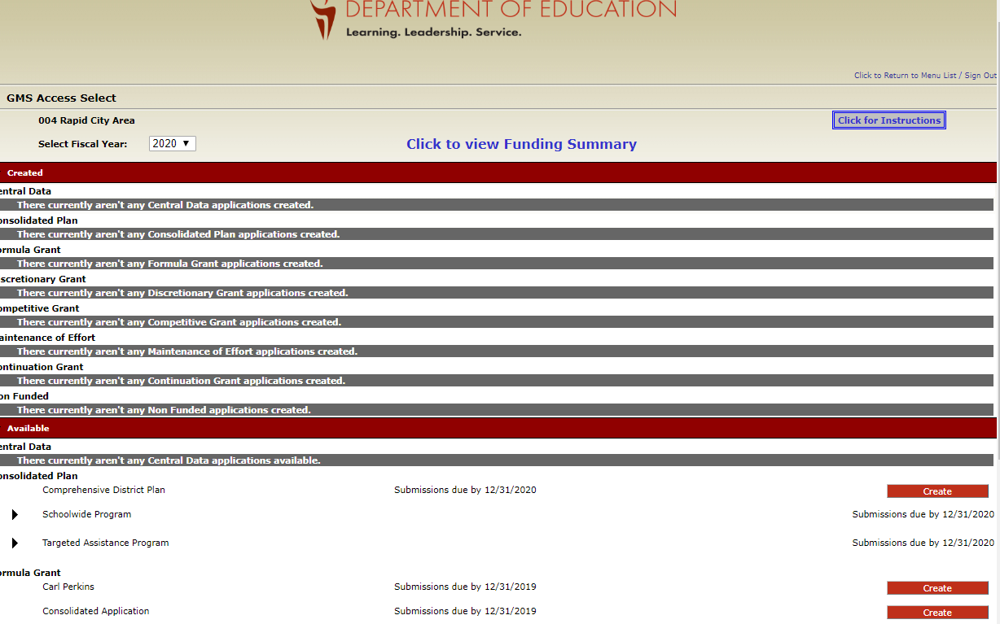 DEPARTMENT OF EDUCATION
Learning. Leadership. Service.
Click to Return to Menu List / Sign Out
GMS Access Select
004 Rapid City Area
Click for Instructions
Select Fiscal Year: 2020 ▼
Click to view Funding Summary
Created
entral Data
There currently aren't any Central Data applications created.
onsolidated Plan
There currently aren't any Consolidated Plan applications created.
ormula Grant
There currently aren't any Formula Grant applications created.
iscretionary Grant
There currently aren't any Discretionary Grant applications created.
ompetitive Grant
There currently aren't any Competitive Grant applications created.
aintenance of Effort
There currently aren't any Maintenance of Effort applications created.
ontinuation Grant
There currently aren't any Continuation Grant applications created.
on Funded
There currently aren't any Non Funded applications created.
Available
entral Data
There currently aren't any Central Data applications available.
onsolidated Plan
Comprehensive District Plan Submissions due by 12/31/2020 Create
Schoolwide Program Submissions due by 12/31/2020
Targeted Assistance Program Submissions due by 12/31/2020
ormula Grant
Carl Perkins Submissions due by 12/31/2019 Create
Consolidated Application Submissions due by 12/31/2019 Create